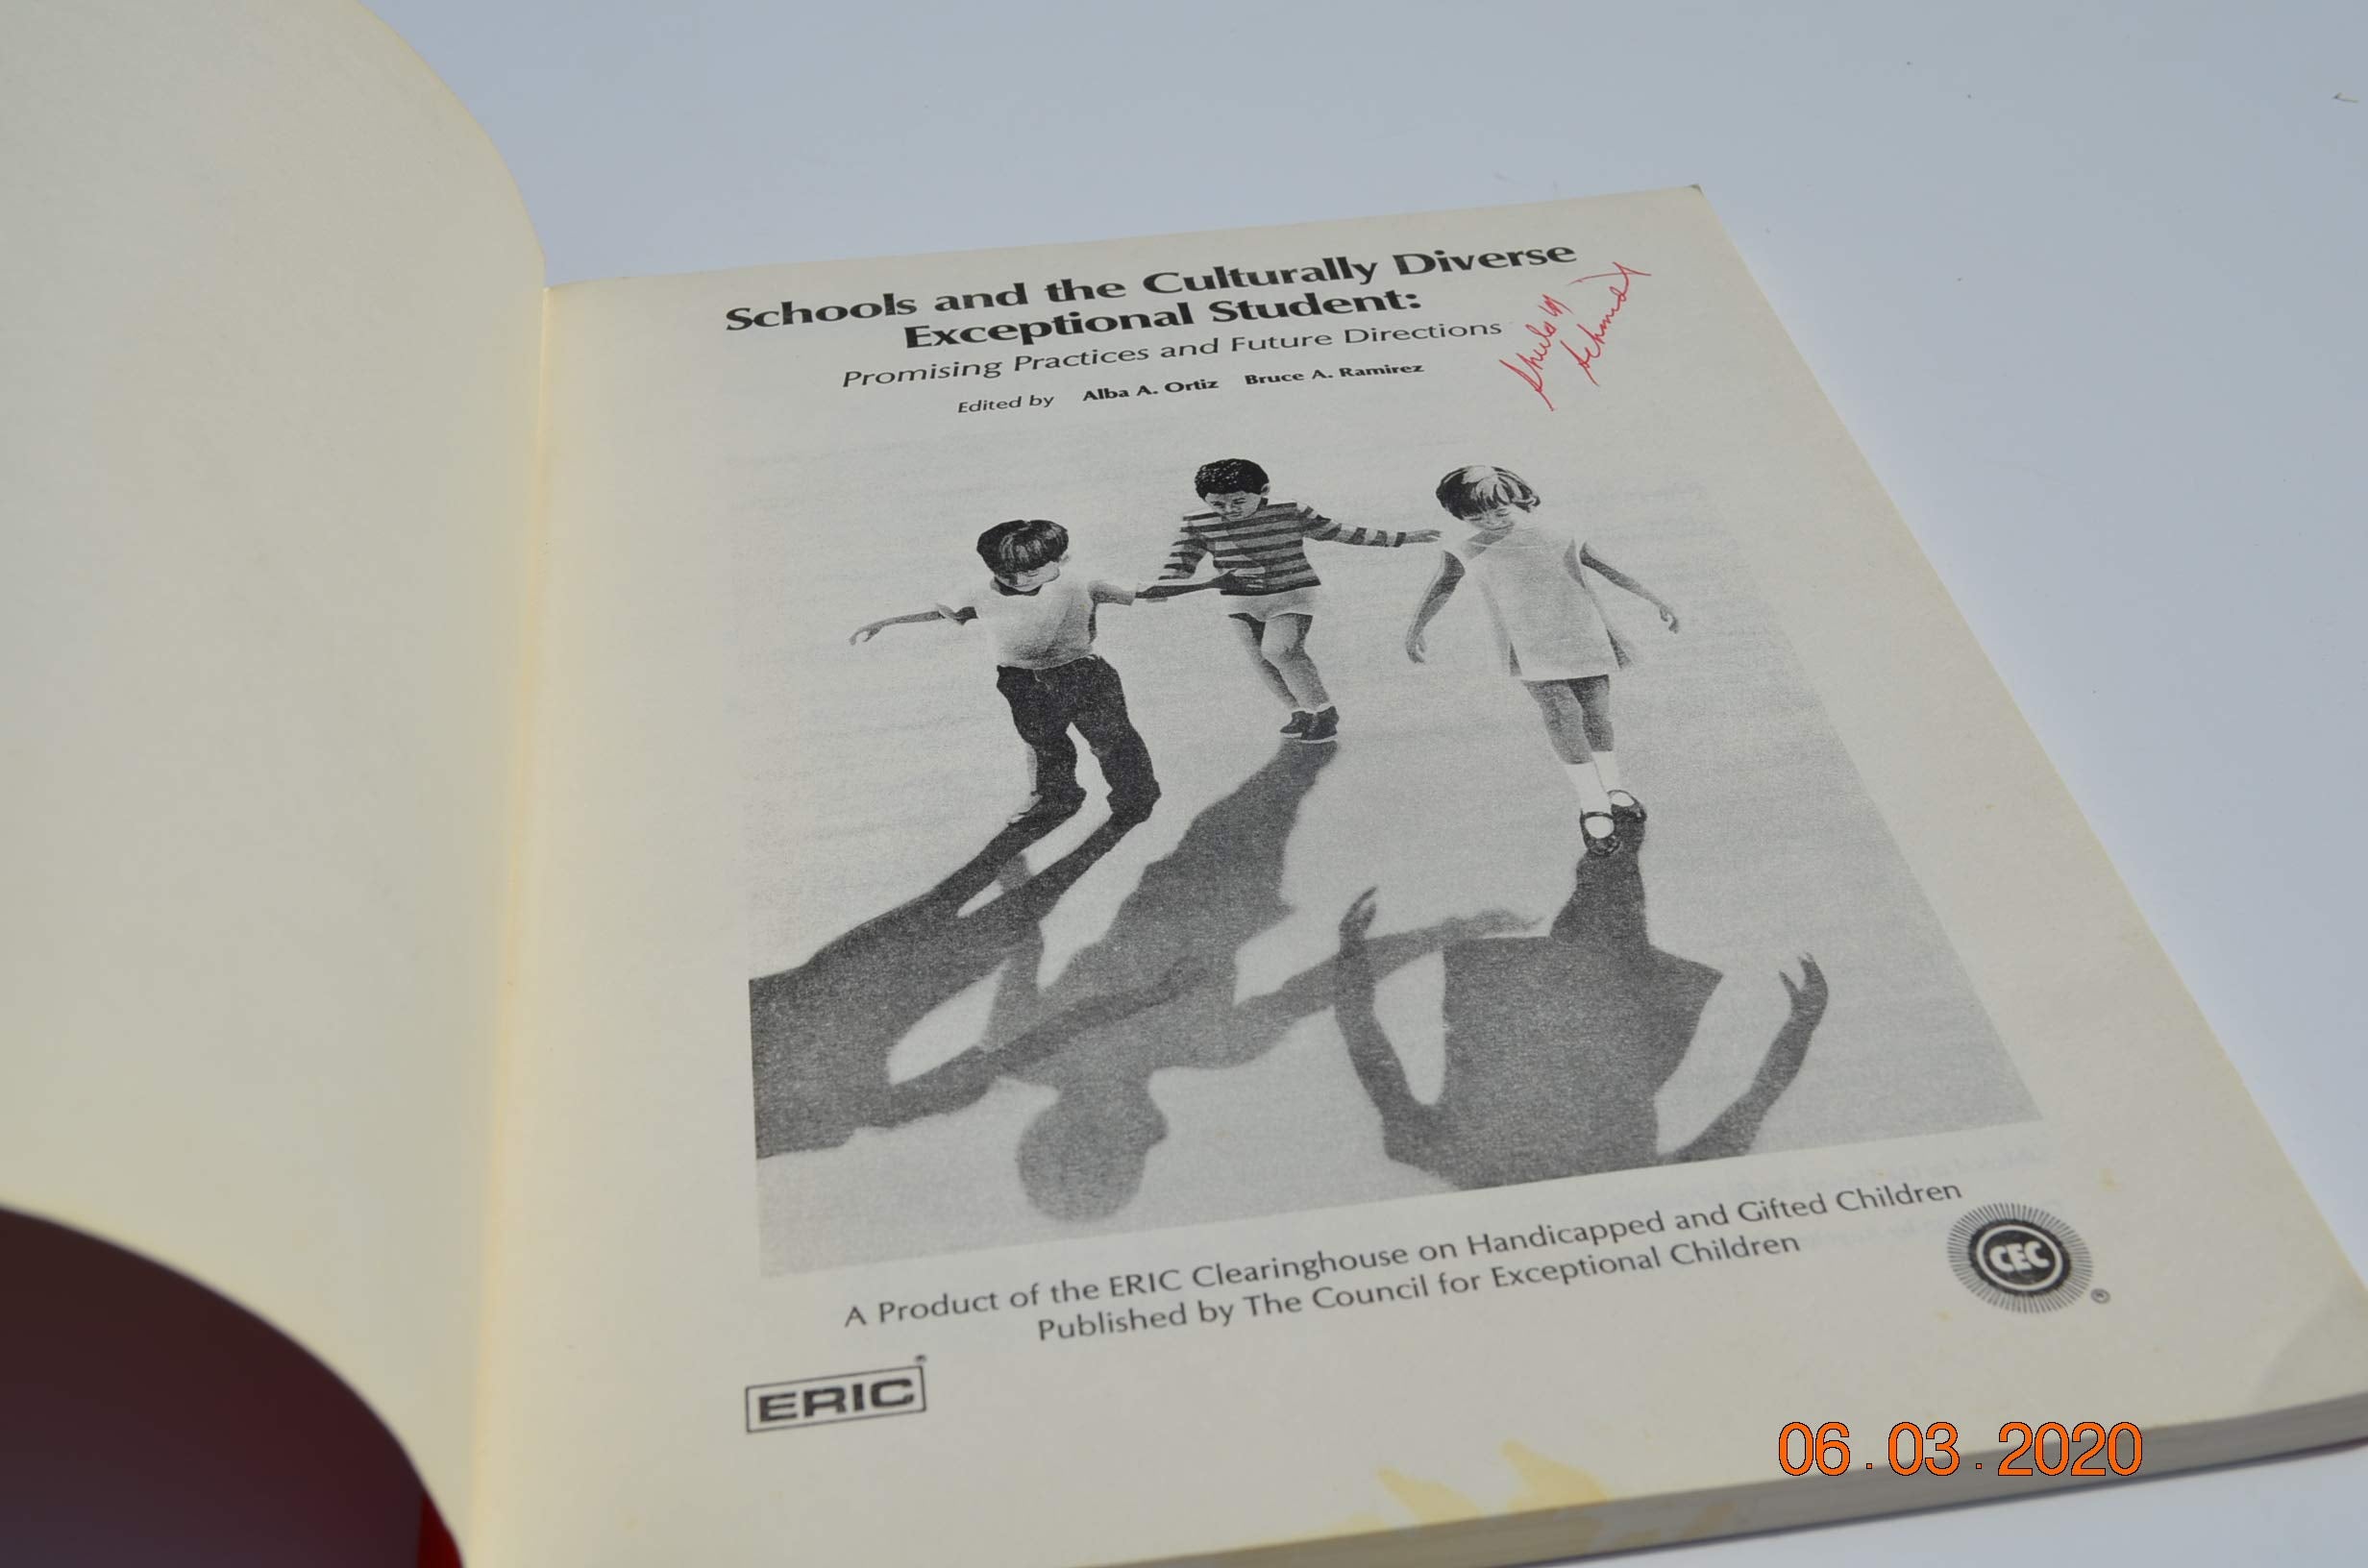 Schools and the Culturally Diverse
Exceptional Student:
Promising Practices and Future Directions
Edited by Alba A. Ortiz Bruce A. Ramirez
A Product of the ERIC Clearinghouse on Handicapped and Gifted Children
Published by The Council for Exceptional Children
CEC
®
ERIC
06.03.2020